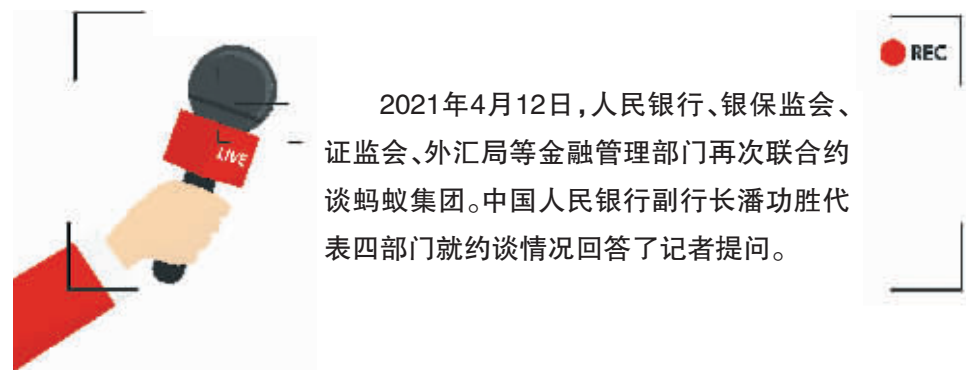 REC
LIVE
2021年4月12日，人民银行、银保监会、
证监会、外汇局等金融管理部门再次联合约
谈蚂蚁集团。中国人民银行副行长潘功胜代
表四部门就约谈情况回答了记者提问。